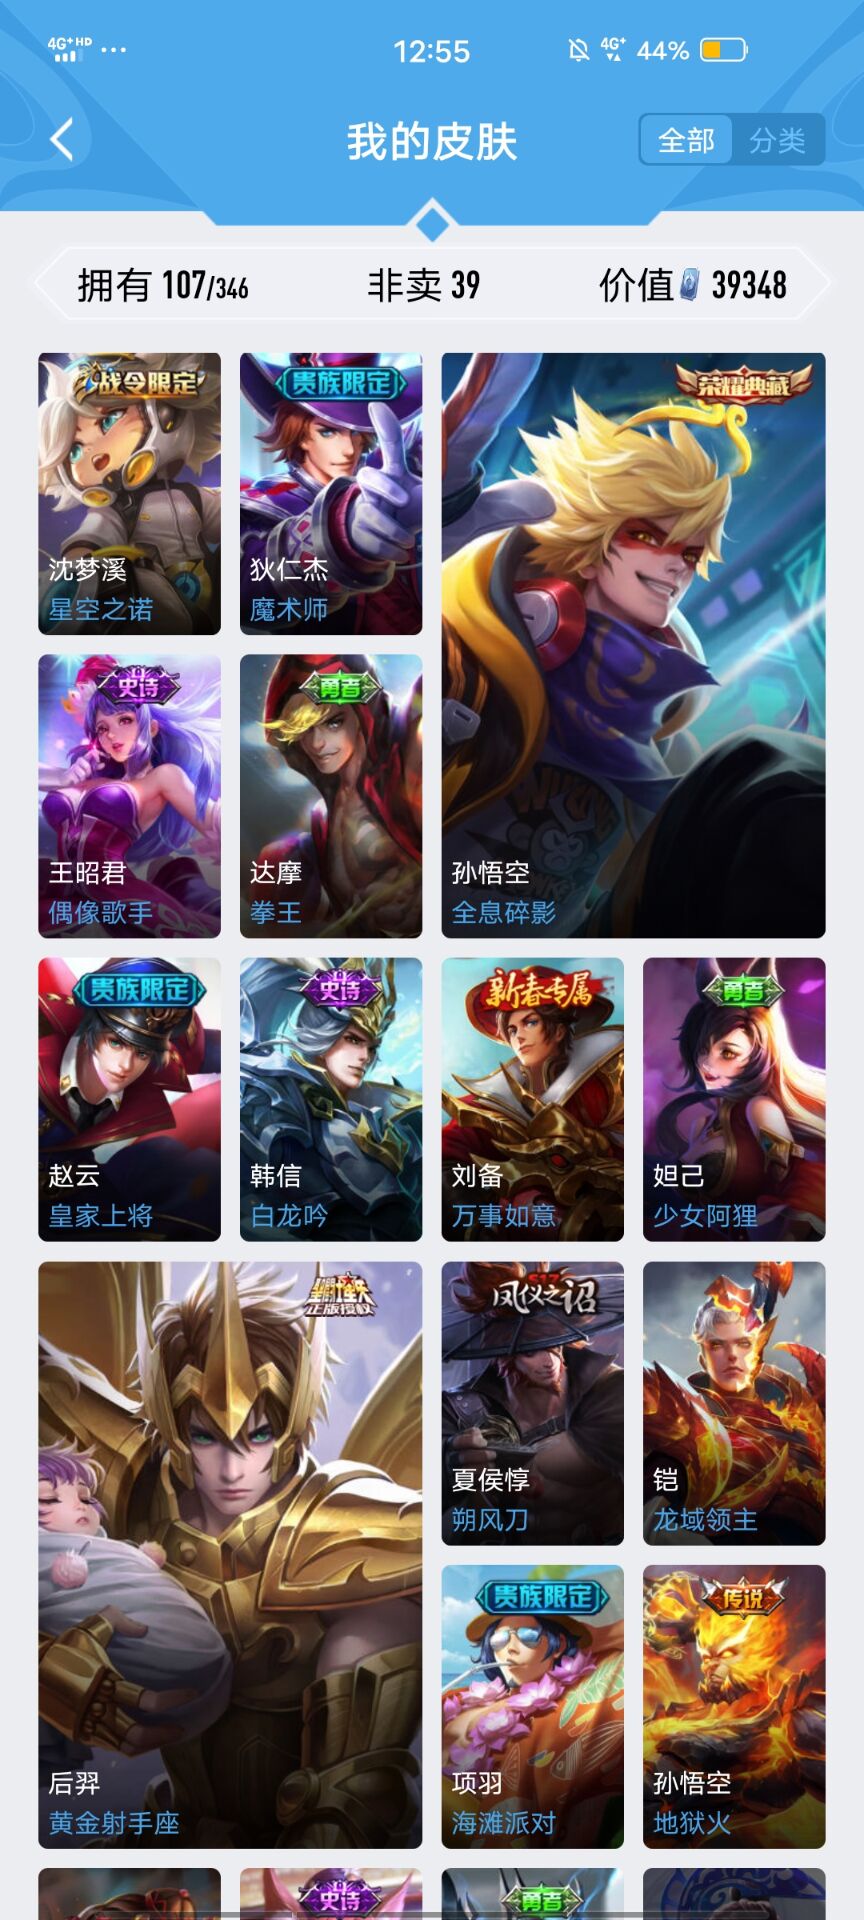 4G+HD
12:55
4G+ 44%
我的皮肤
全部 分类
拥有 107/346
非卖 39
价值 39348
战令限定
沈梦溪
星空之诺
贵族限定
狄仁杰
魔术师
荣耀典藏
孙悟空
全息碎影
史诗
王昭君
偶像歌手
勇者
达摩
拳王
贵族限定
赵云
皇家上将
史诗
韩信
白龙吟
新春专属
刘备
万事如意
勇者
妲己
少女阿狸
正版授权
后羿
黄金射手座
517
风仪之诏
夏侯惇
朔风刀
铠
龙域领主
贵族限定
项羽
海滩派对
传说
孙悟空
地狱火
史诗
勇者